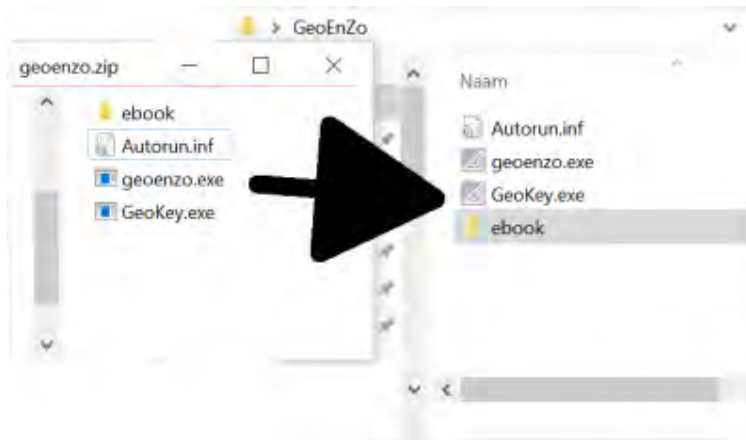 > GeoEnZo
geoenzo.zip
ebook
Autorun.inf
geoenzo.exe
GeoKey.exe
Naam
Autorun.inf
geoenzo.exe
GeoKey.exe
ebook